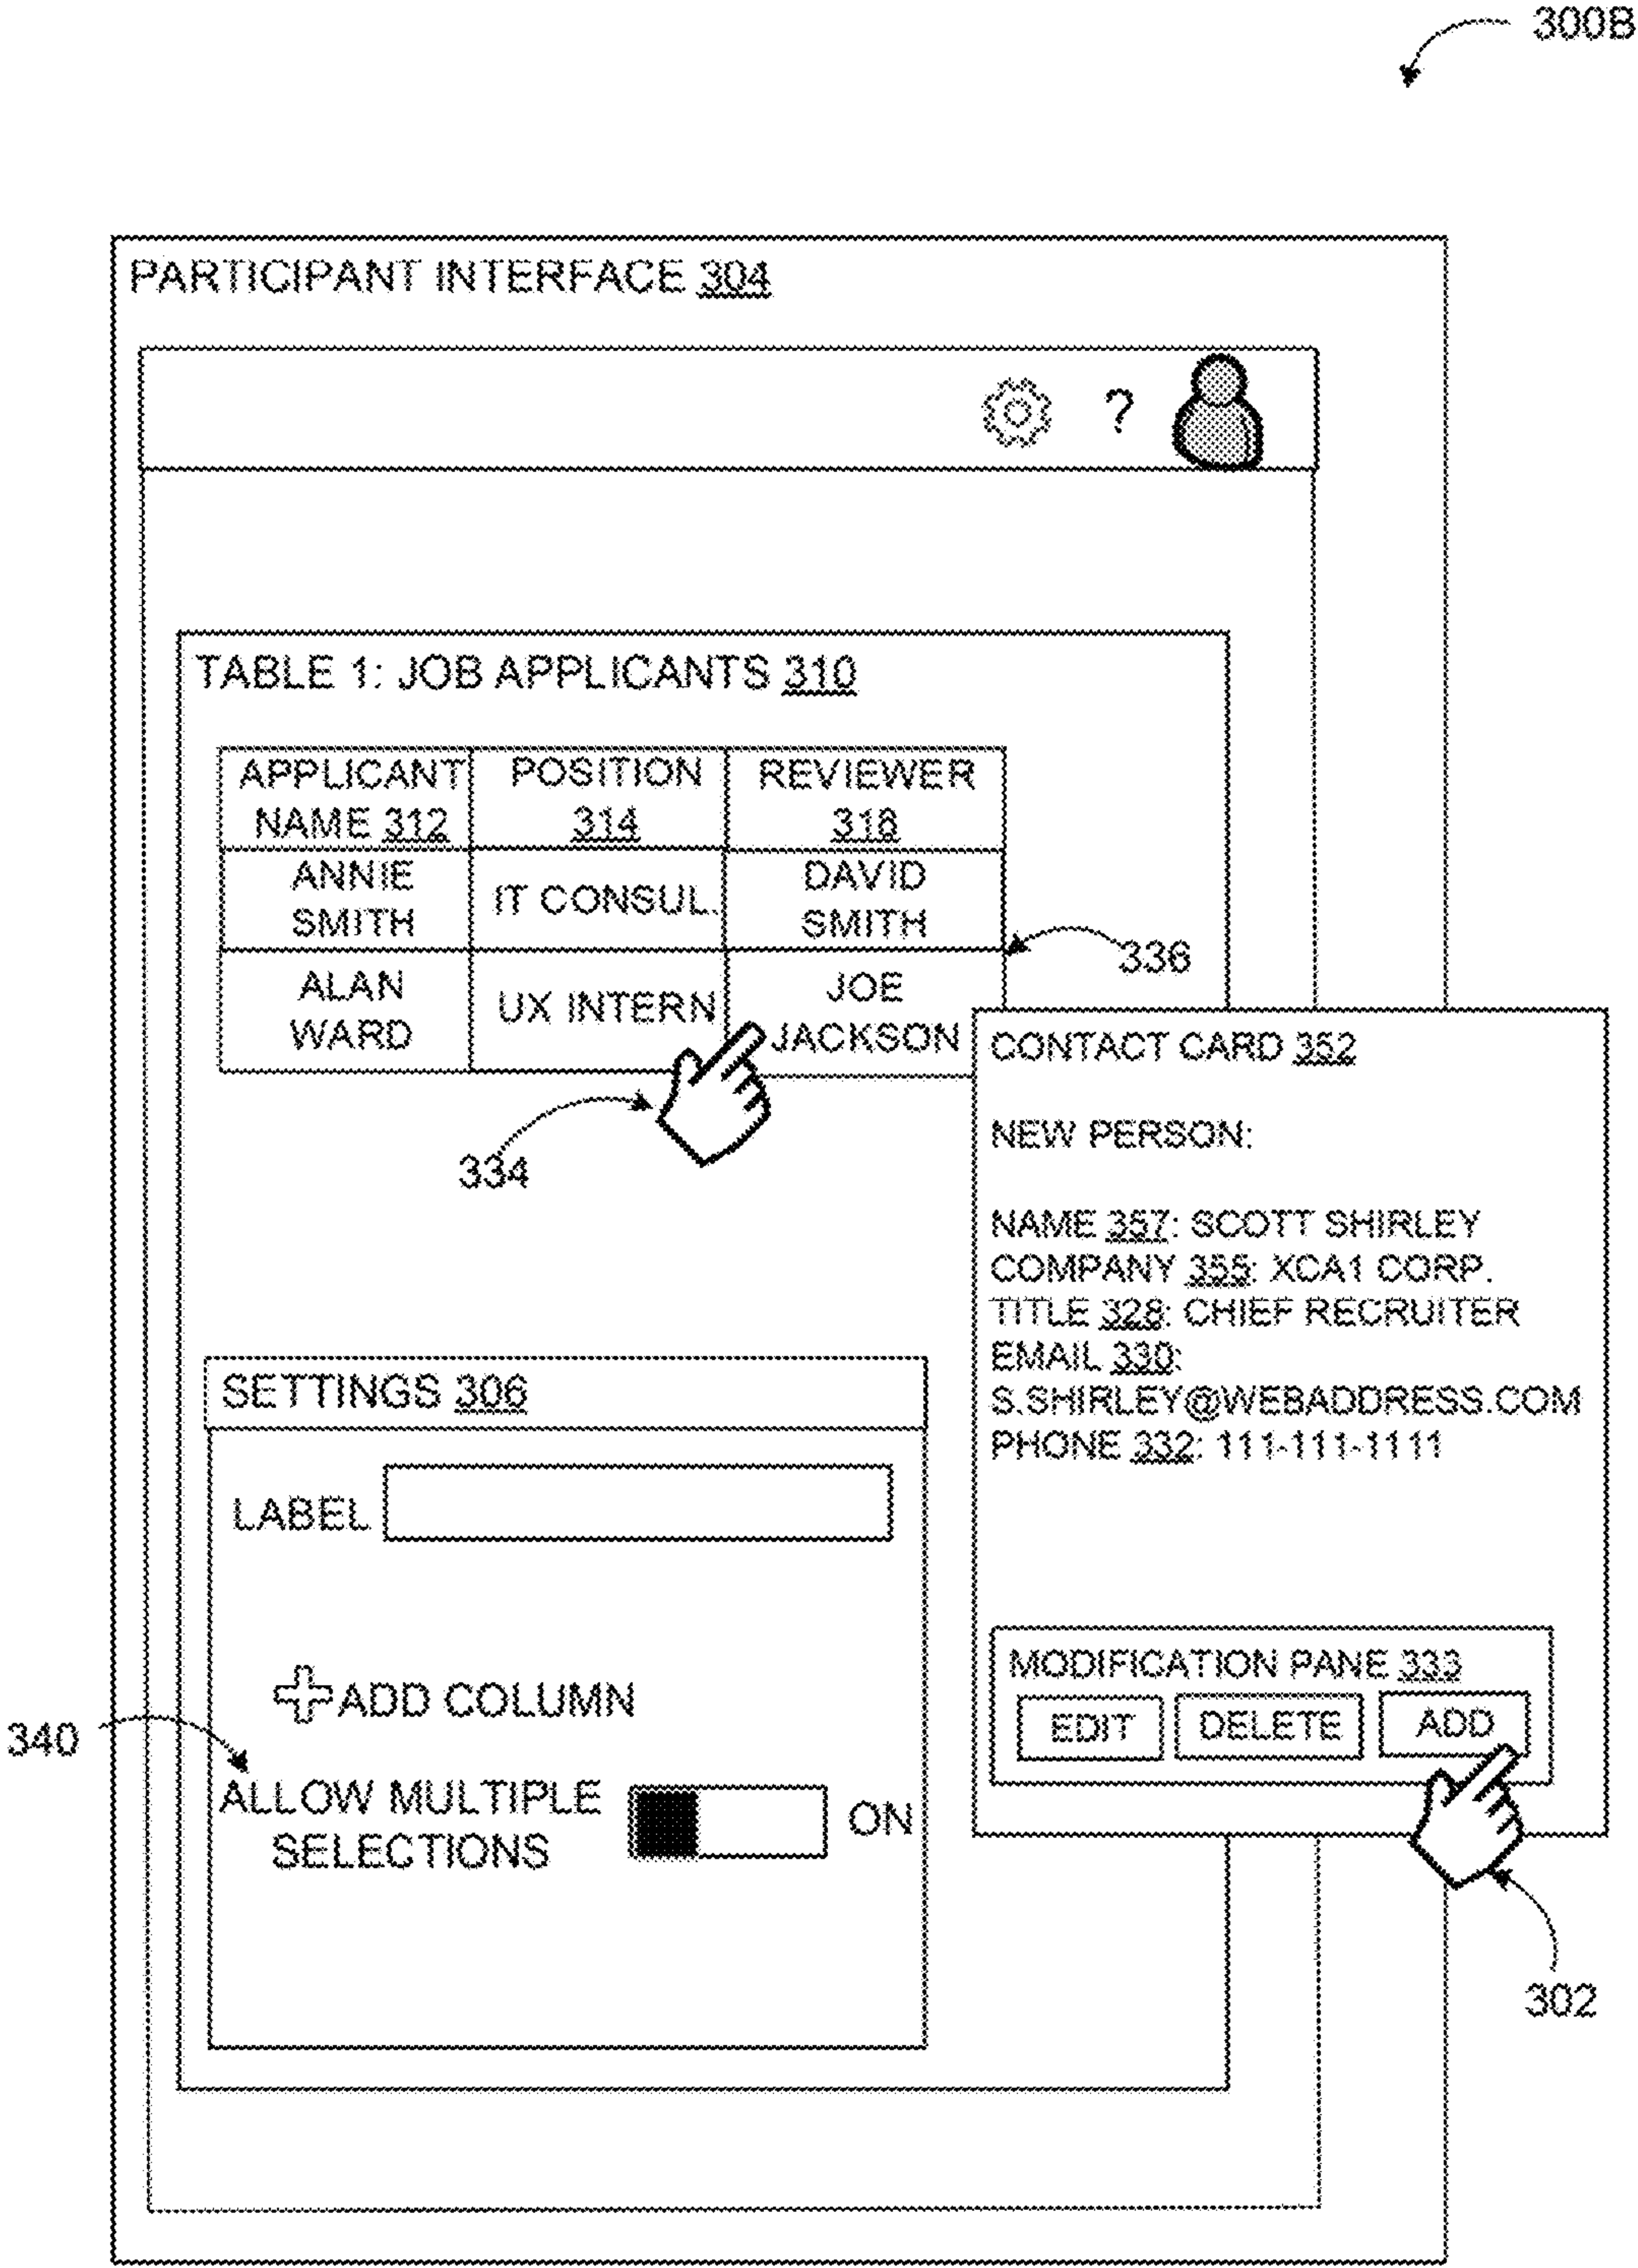 300B
PARTICIPANT INTERFACE 304
?
TABLE 1: JOB APPLICANTS 310
APPLICANT NAME 312
POSITION 314
REVIEWER 318
ANNIE SMITH
IT CONSUL.
DAVID SMITH
336
ALAN WARD
UX INTERN
JOE JACKSON
334
CONTACT CARD 352
NEW PERSON:
NAME 357: SCOTT SHIRLEY
COMPANY 355: XCA1 CORP.
TITLE 328: CHIEF RECRUITER
EMAIL 330:
S.SHIRLEY@WEBADDRESS.COM
PHONE 332: 111-111-1111
MODIFICATION PANE 333
EDIT DELETE ADD
302
SETTINGS 306
LABEL
ADD COLUMN
340
ALLOW MULTIPLE
SELECTIONS
ON